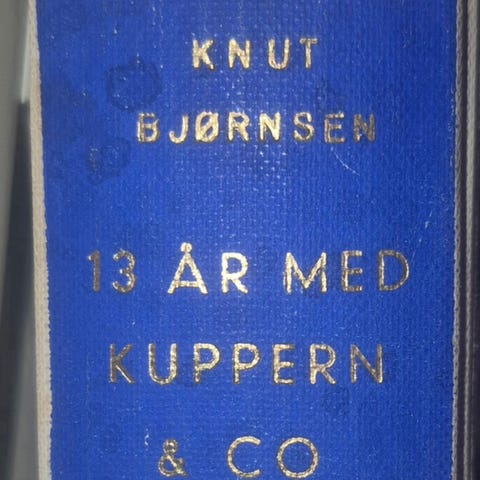 KNUT
BJØRNSEN
13 ÅR MED
KUPPERN
& CO